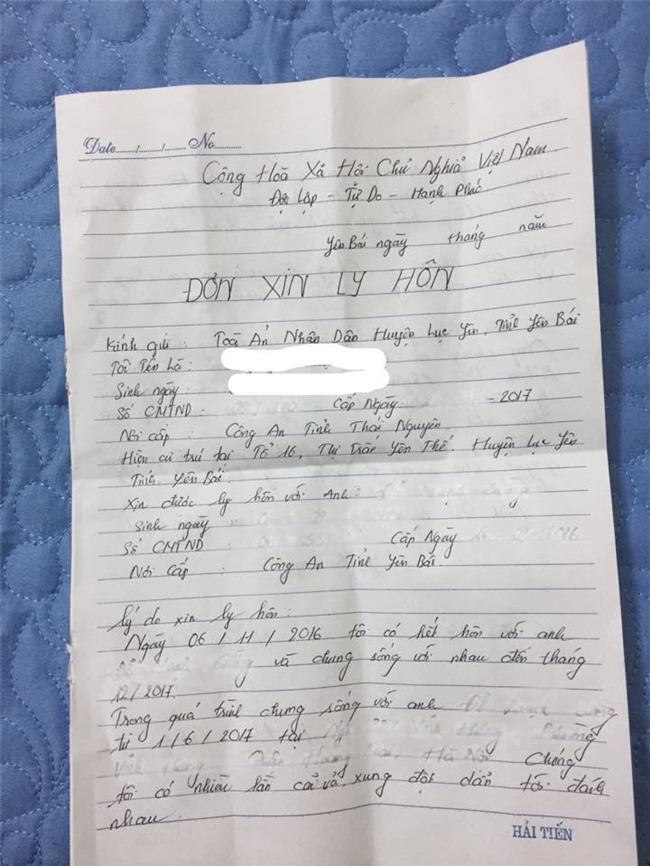 Date / / No
Cộng Hoà Xã Hội Chủ Nghiã Việt Nam
Độc Lập - Tự Do - Hạnh Phúc
Yên Bái ngày tháng năm
ĐƠN XIN LY HÔN
Kính gửi : Toà Án Nhân Dân Huyện Lục Yên, Tỉnh Yên Bái
Tôi Tên Là :
Sinh ngày :
Số CMTND : Cấp Ngày - 2017
Nơi cấp : Công An Tỉnh Thái Nguyên
Hiện cư trú tại Tổ 16, Thị Trấn Yên Thế. Huyện Lục Yên
Tỉnh Yên Bái.
Xin được ly hôn với Anh :
Sinh ngày
Số CMTND : Cấp Ngày 2016
Nơi Cấp : Công An Tỉnh Yên Bái
Lý do xin ly hôn :
Ngày 06 / 11 / 2016 tôi có kết hôn với anh
và chung sống với nhau đến tháng
12 / 2017
Trong quá trình chung sống với anh
từ 1 / 6 / 2017 tại
Hà Nội Chúng
tôi có nhiều lần cãi vả, xung đột dẫn tới đánh
nhau.
HẢI TIẾN